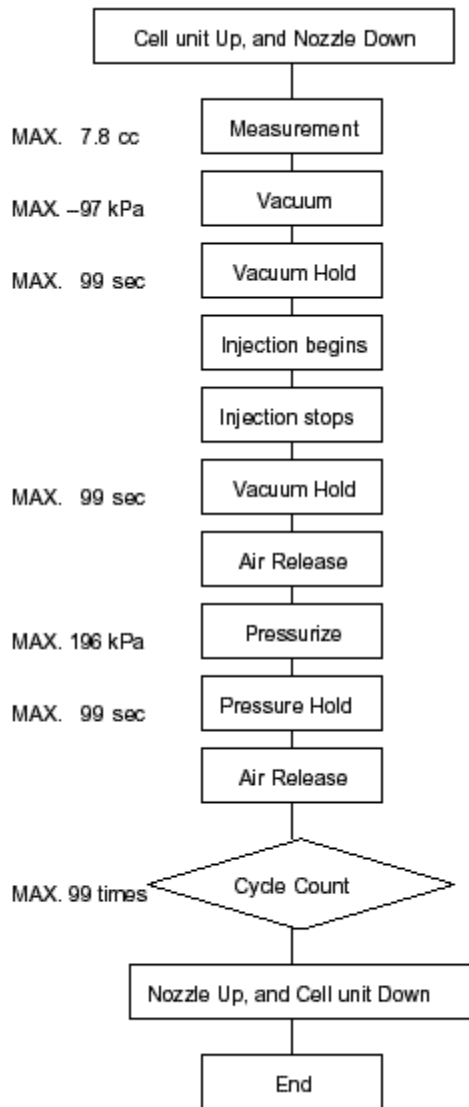 Cell unit Up, and Nozzle Down
MAX. 7.8 cc
Measurement
MAX. –97 kPa
Vacuum
MAX. 99 sec
Vacuum Hold
Injection begins
Injection stops
MAX. 99 sec
Vacuum Hold
Air Release
MAX. 196 kPa
Pressurize
MAX. 99 sec
Pressure Hold
Air Release
MAX. 99 times
Cycle Count
Nozzle Up, and Cell unit Down
End